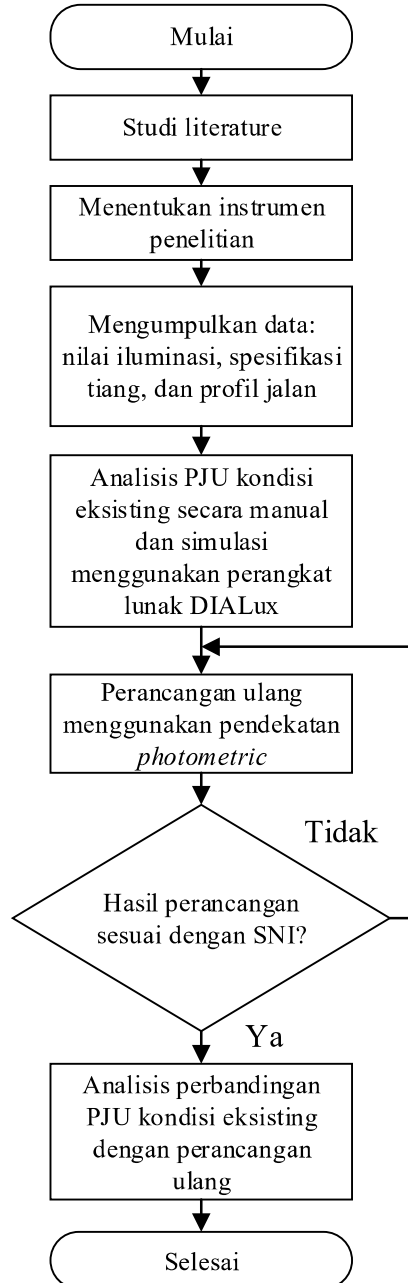 Mulai
Studi literature
Menentukan instrumen
penelitian
Mengumpulkan data:
nilai iluminasi, spesifikasi
tiang, dan profil jalan
Analisis PJU kondisi
eksisting secara manual
dan simulasi
menggunakan perangkat
lunak DIALux
Perancangan ulang
menggunakan pendekatan
photometric
Tidak
Hasil perancangan
sesuai dengan SNI?
Ya
Analisis perbandingan
PJU kondisi eksisting
dengan perancangan
ulang
Selesai